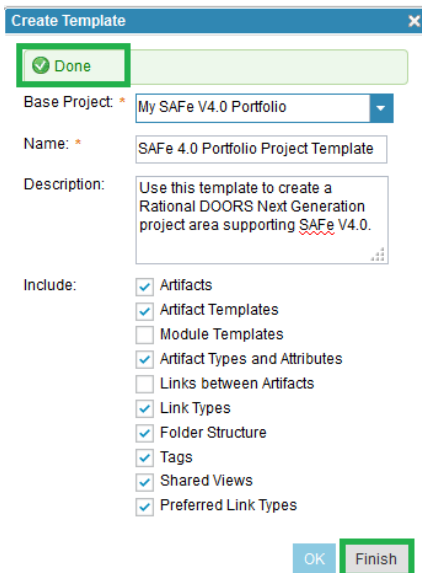 Create Template
Done
Base Project: * My SAFe V4.0 Portfolio
Name: * SAFe 4.0 Portfolio Project Template
Description: Use this template to create a
Rational DOORS Next Generation
project area supporting SAFe V4.0.
Include: Artifacts
Artifact Templates
Module Templates
Artifact Types and Attributes
Links between Artifacts
Link Types
Folder Structure
Tags
Shared Views
Preferred Link Types
OK Finish